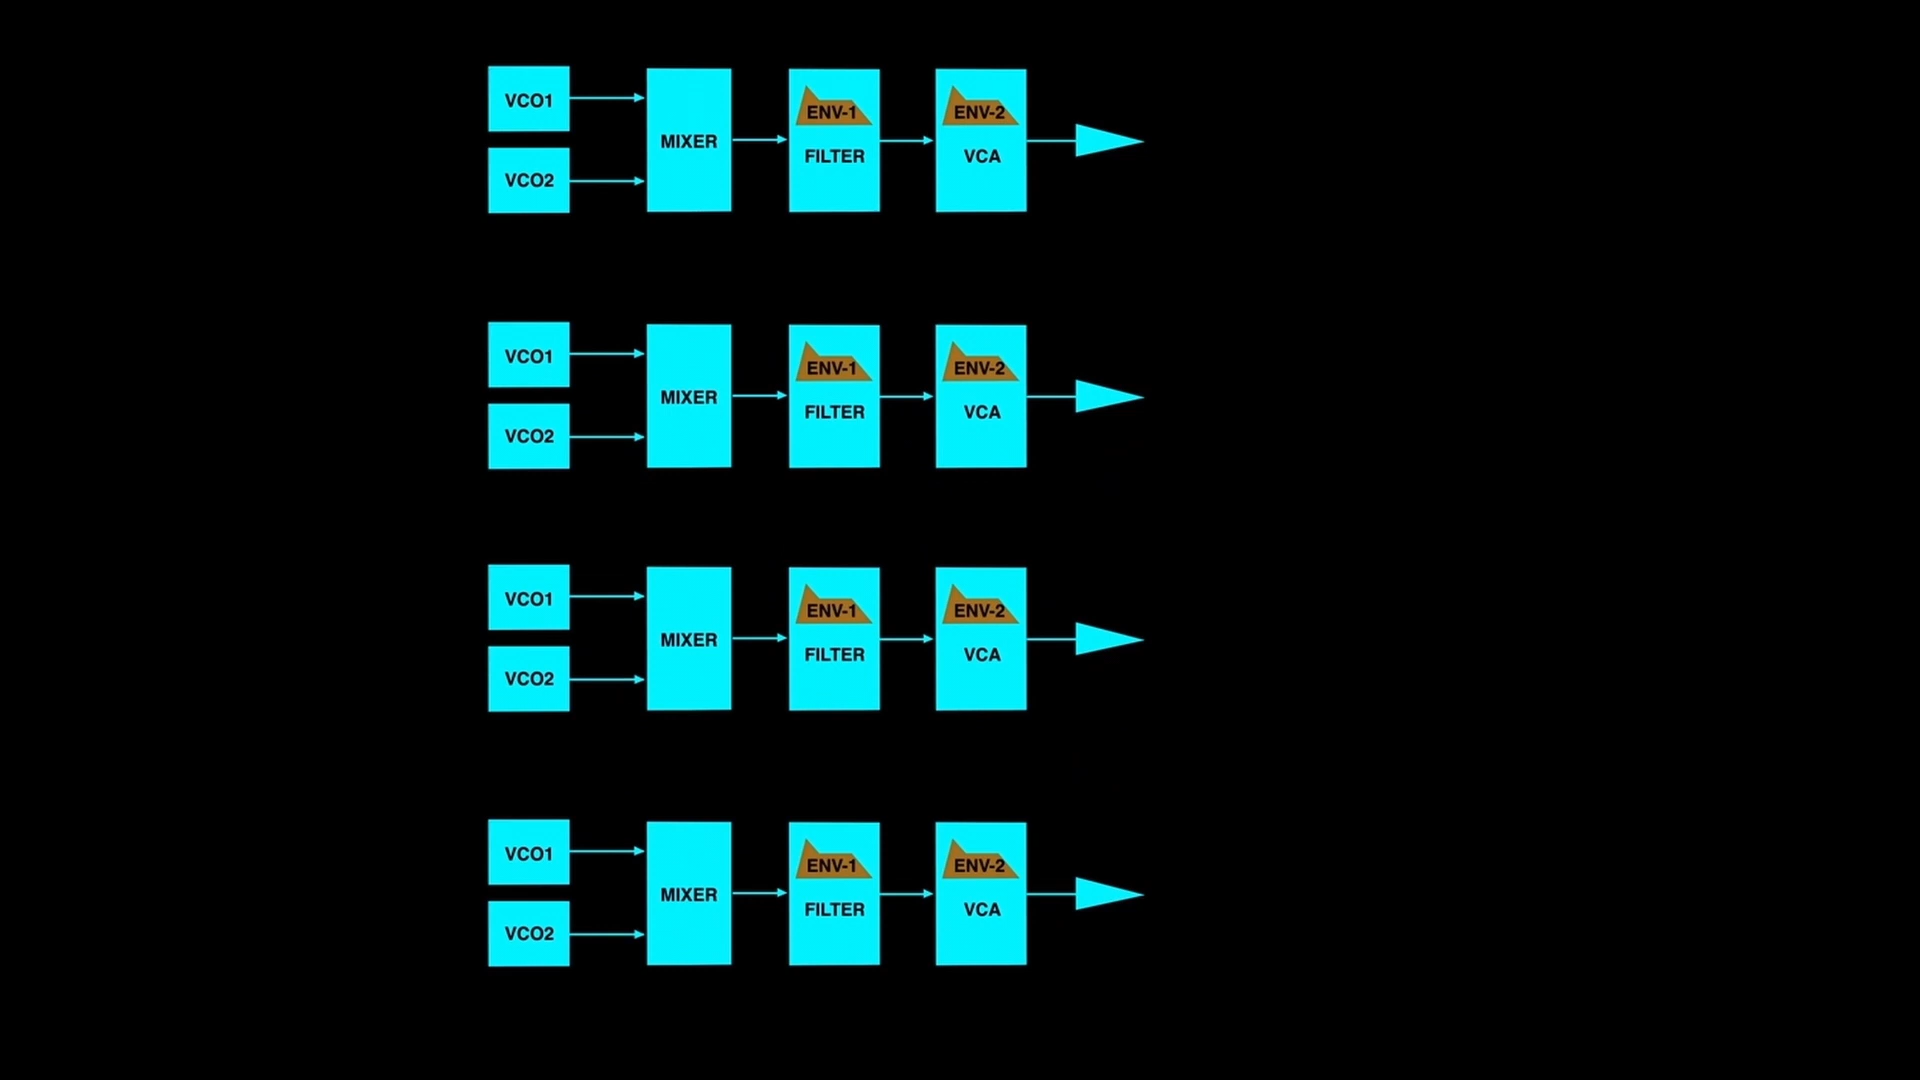 VCO1
VCO2
MIXER
ENV-1
FILTER
ENV-2
VCA
VCO1
VCO2
MIXER
ENV-1
FILTER
ENV-2
VCA
VCO1
VCO2
MIXER
ENV-1
FILTER
ENV-2
VCA
VCO1
VCO2
MIXER
ENV-1
FILTER
ENV-2
VCA